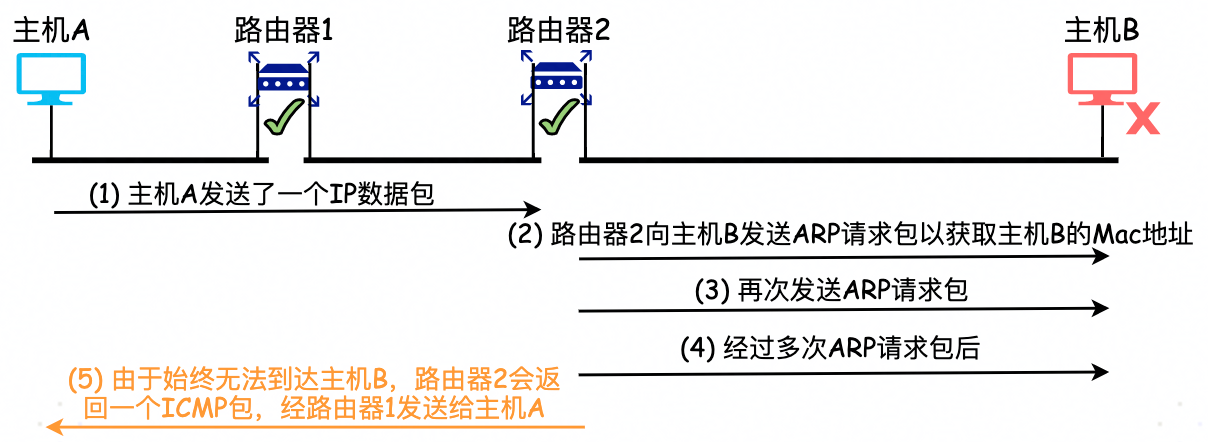 主机A
路由器1
路由器2
主机B
(1) 主机A发送了一个IP数据包
(2) 路由器2向主机B发送ARP请求包以获取主机B的Mac地址
(3) 再次发送ARP请求包
(4) 经过多次ARP请求包后
(5) 由于始终无法到达主机B，路由器2会返
回一个ICMP包，经路由器1发送给主机A